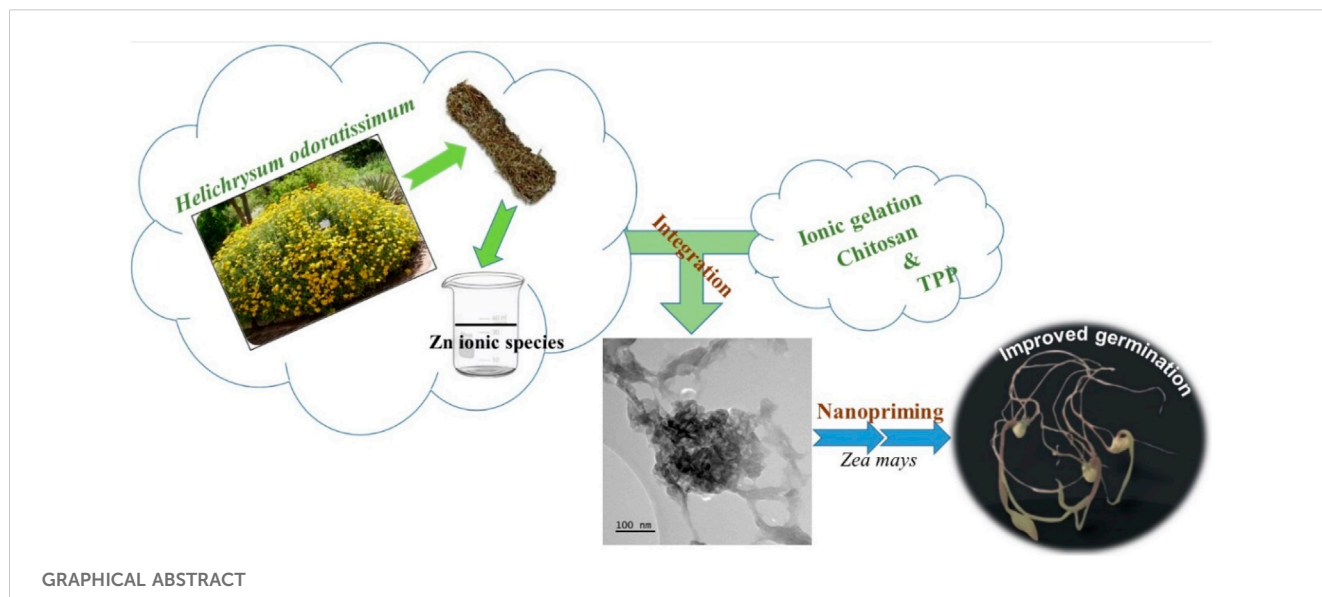 Helichrysum odoratissimum
Zn ionic species
Integration
Ionic gelation
Chitosan
&
TPP
100 nm
Nanopriming
Zea mays
Improved germination
GRAPHICAL ABSTRACT